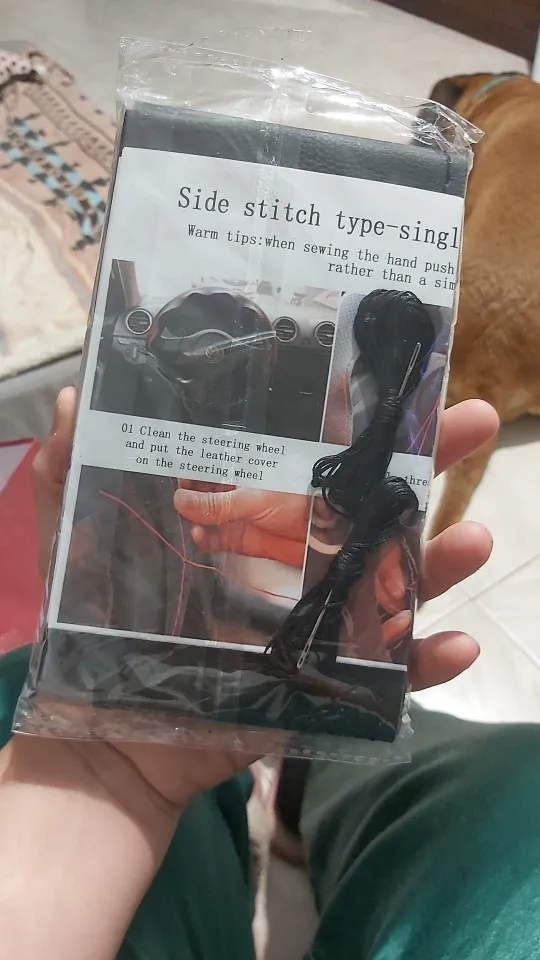 Side stitch type-singl
Warm tips:when sewing the hand push
rather than a sim
01 Clean the steering wheel
and put the leather cover
on the steering wheel
thre